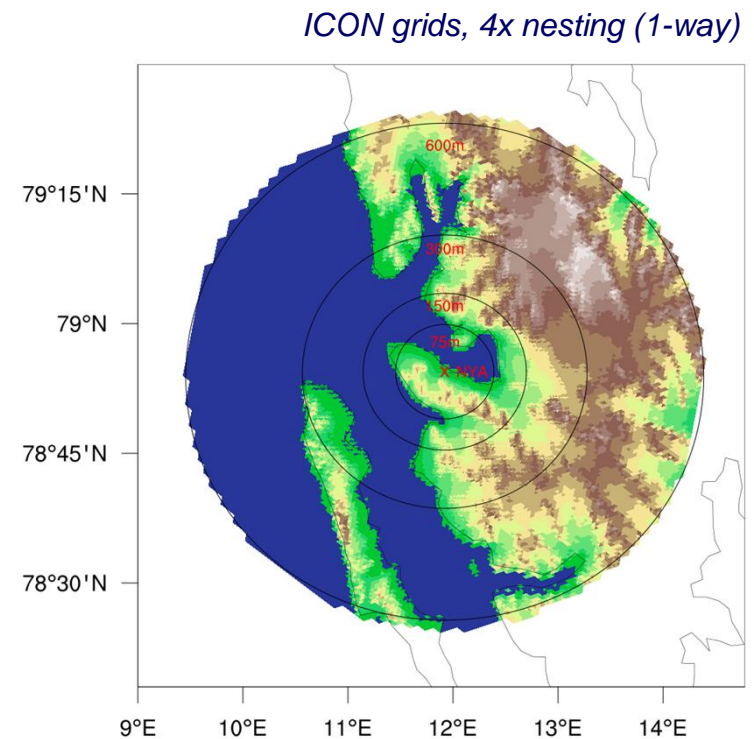 ICON grids, 4x nesting (1-way)
600m
79°15'N
300m
150m
79°N
75m
X NYA
78°45'N
78°30'N
9°E 10°E 11°E 12°E 13°E 14°E